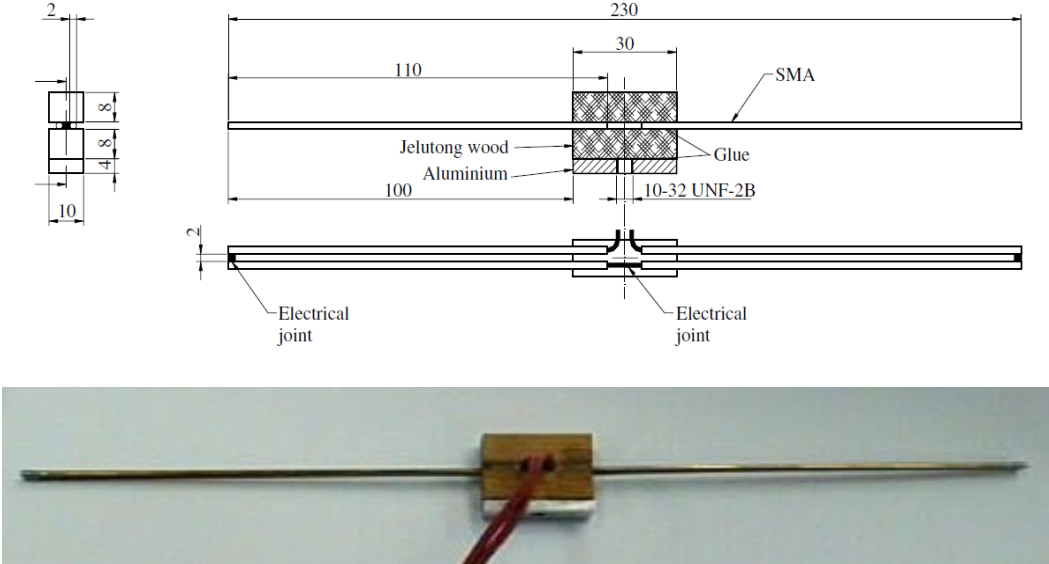 2
230
30
110
SMA
8
8
Jelutong wood
Glue
4
Aluminium
100
10-32 UNF-2B
10
2
Electrical
joint
Electrical
joint